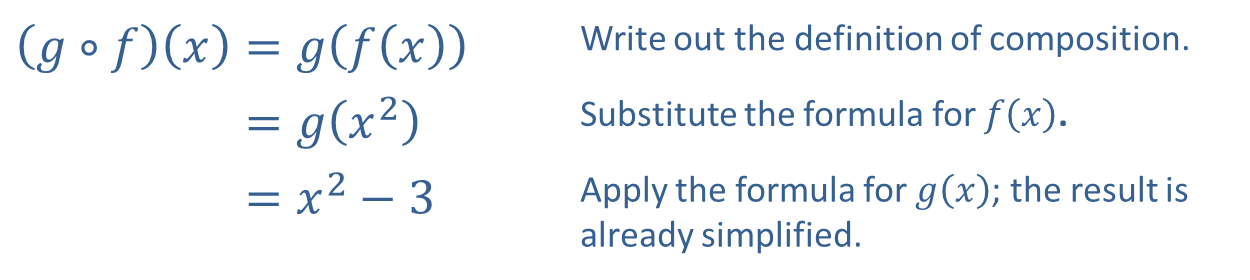 (g ∘ f)(x) = g(f(x)) Write out the definition of composition.
= g(x²) Substitute the formula for f(x).
= x² − 3 Apply the formula for g(x); the result is
already simplified.